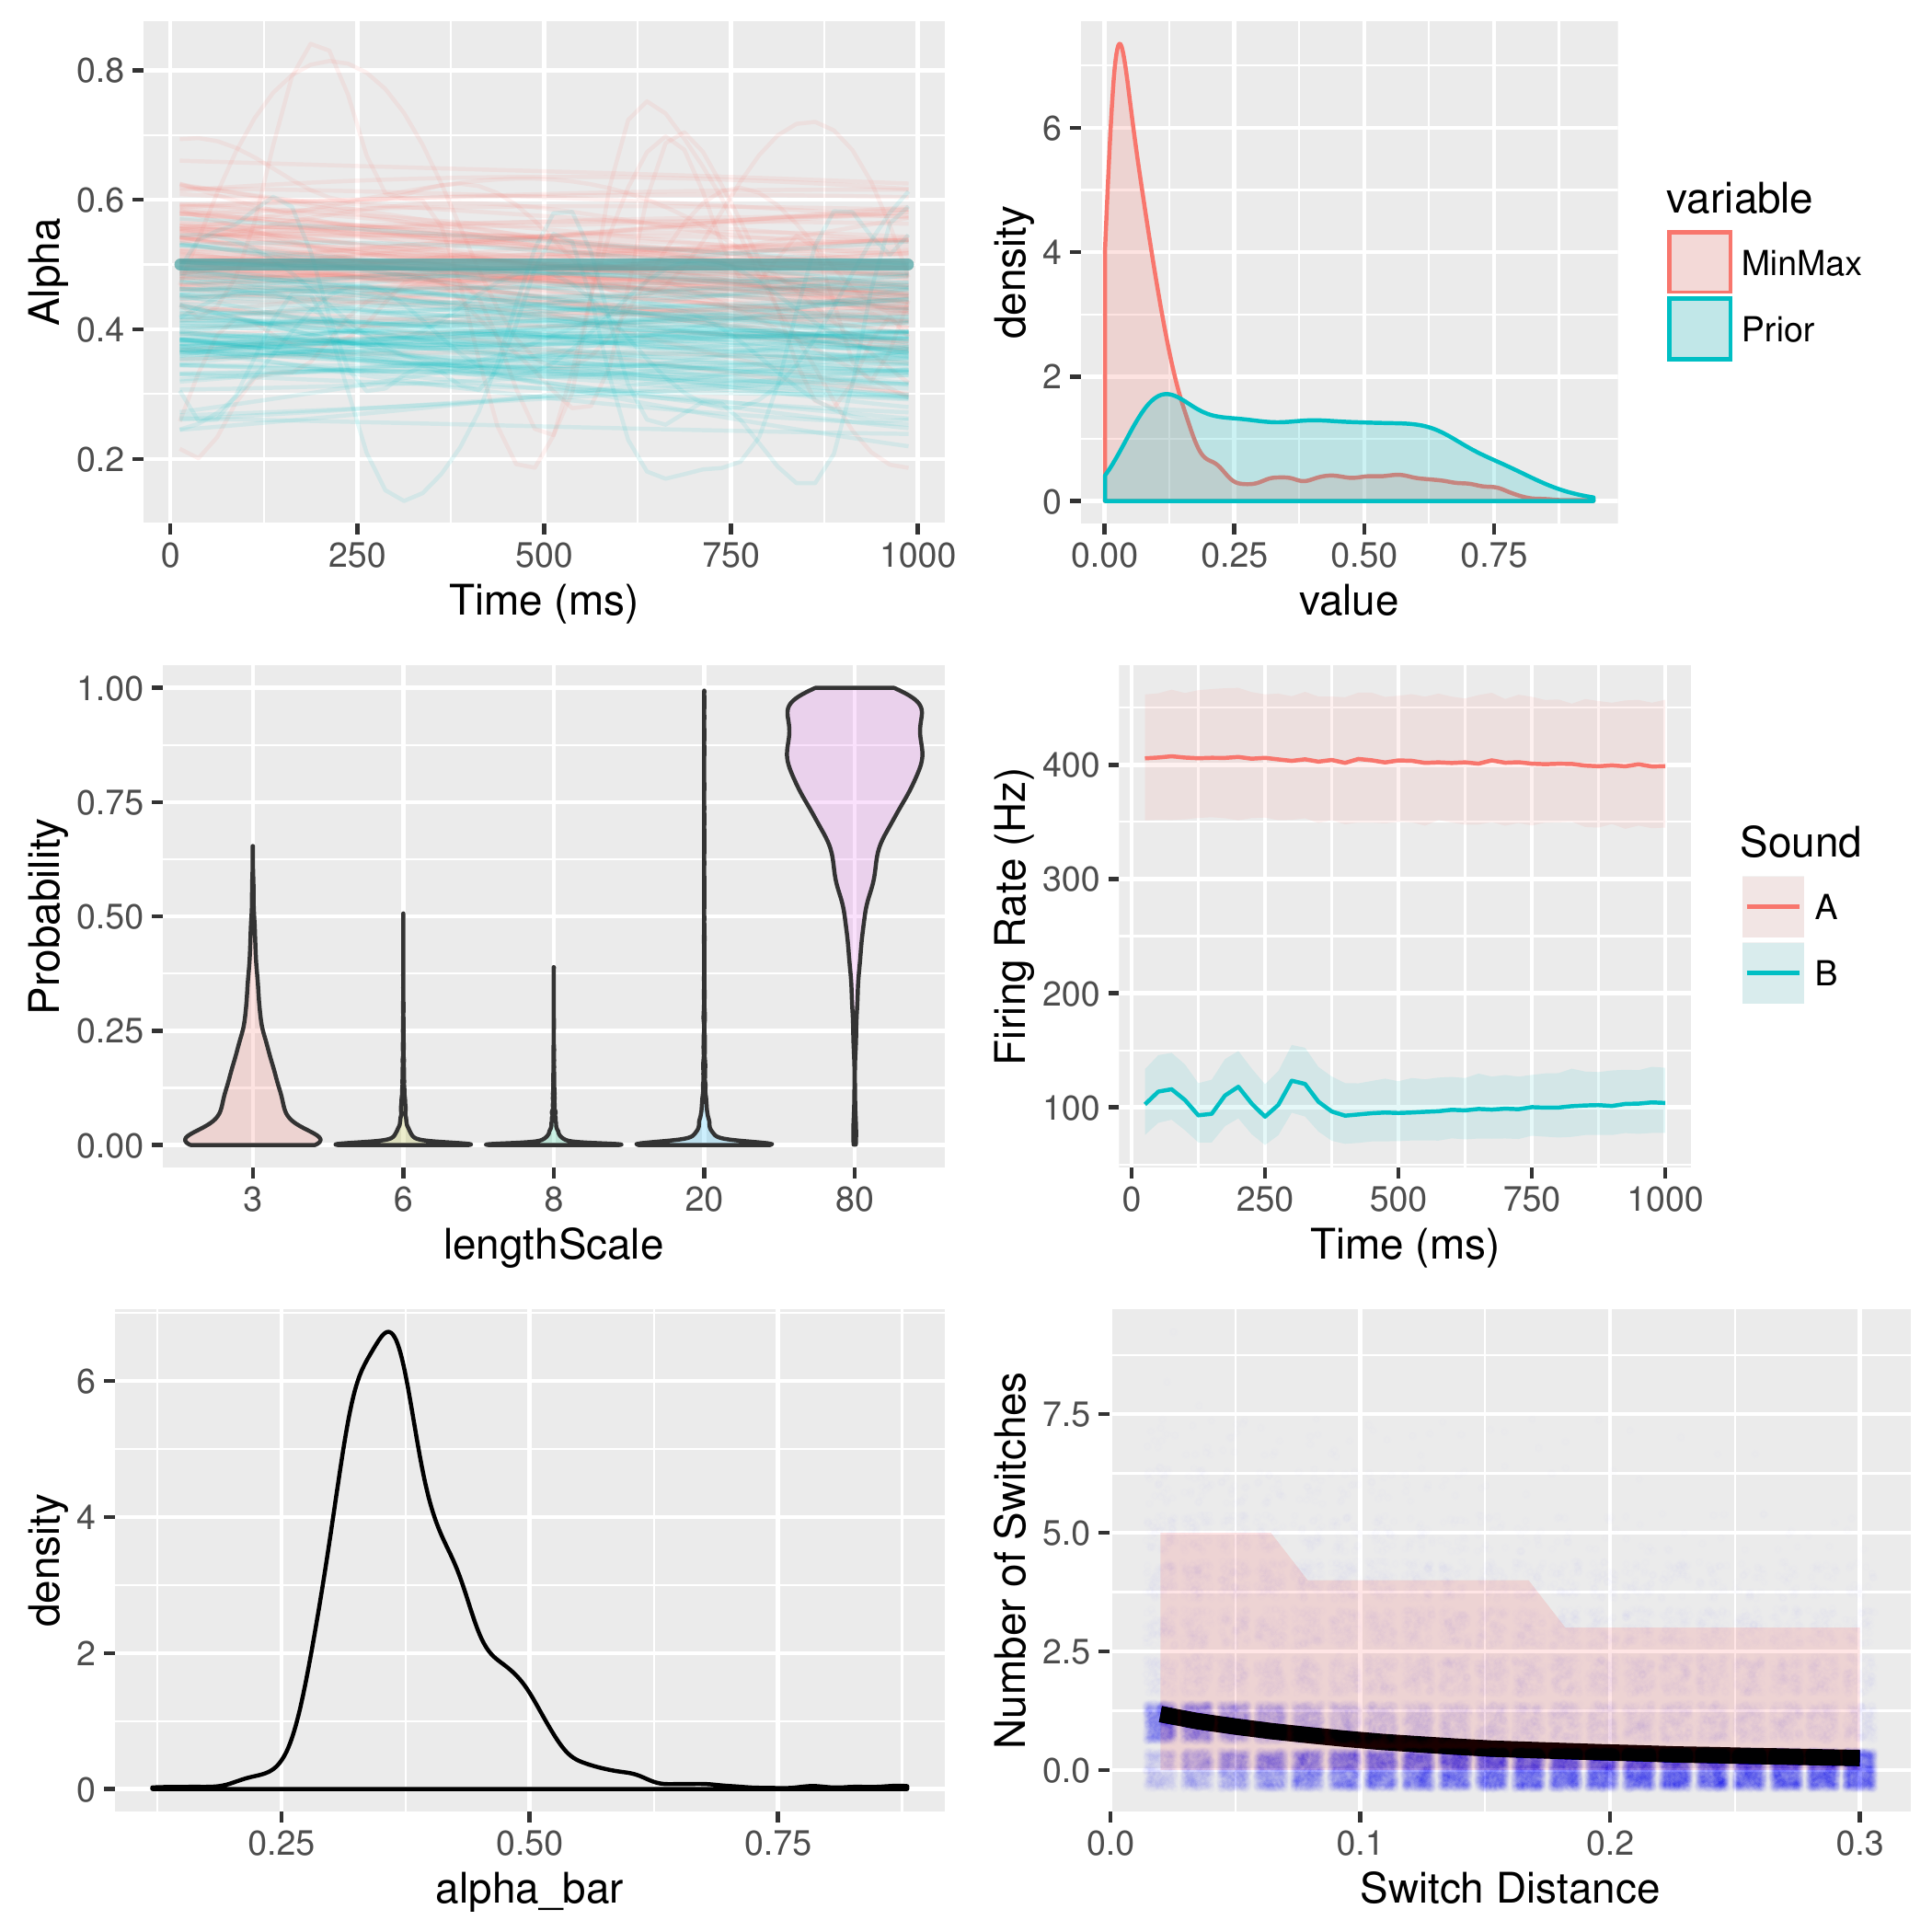 Alpha
0.8
0.6
0.4
0.2
0 250 500 750 1000
Time (ms)
density
6
4
2
0
0.00 0.25 0.50 0.75
value
variable
MinMax
Prior
Probability
1.00
0.75
0.50
0.25
0.00
3 6 8 20 80
lengthScale
Firing Rate (Hz)
400
300
200
100
0 250 500 750 1000
Time (ms)
Sound
A
B
density
6
4
2
0
0.25 0.50 0.75
alpha_bar
Number of Switches
7.5
5.0
2.5
0.0
0.0 0.1 0.2 0.3
Switch Distance